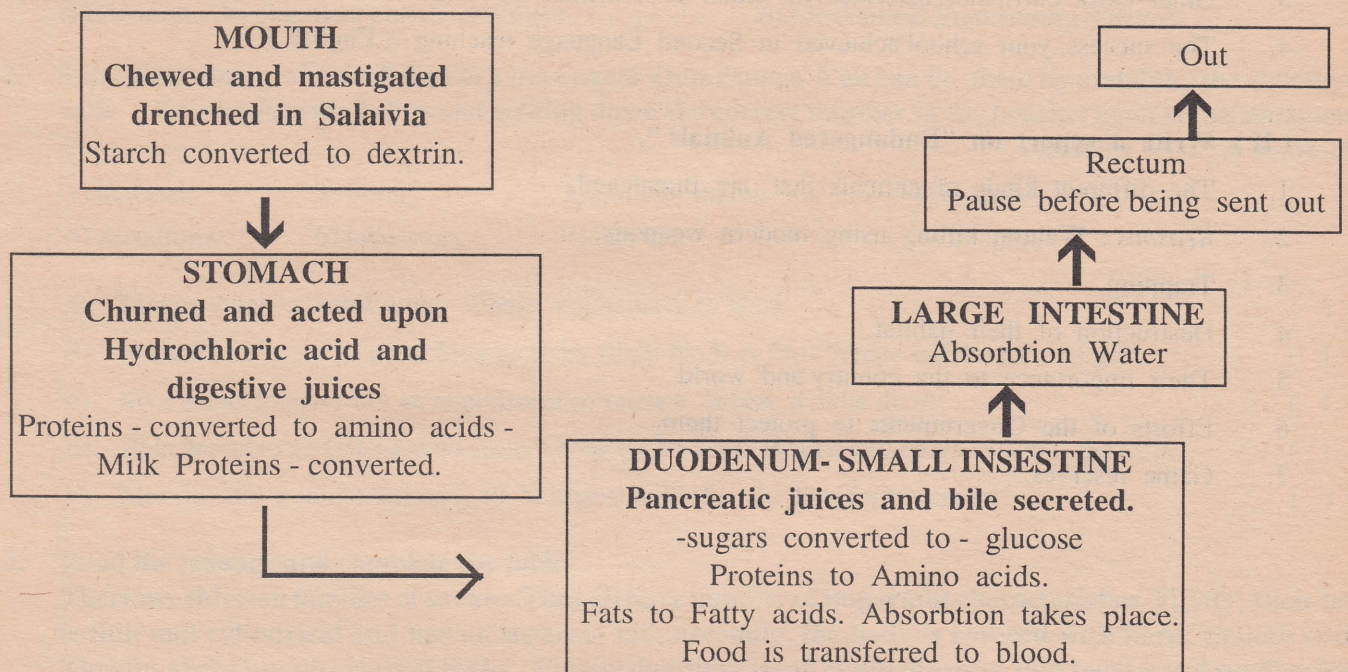 MOUTH
Chewed and mastigated
drenched in Salaivia
Starch converted to dextrin.
STOMACH
Churned and acted upon
Hydrochloric acid and
digestive juices
Proteins - converted to amino acids -
Milk Proteins - converted.
DUODENUM- SMALL INSESTINE
Pancreatic juices and bile secreted.
-sugars converted to - glucose
Proteins to Amino acids.
Fats to Fatty acids. Absorbtion takes place.
Food is transferred to blood.
LARGE INTESTINE
Absorbtion Water
Rectum
Pause before being sent out
Out